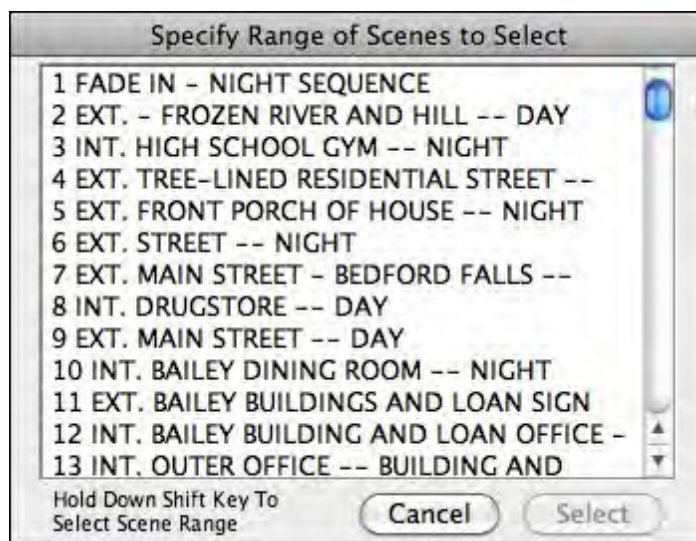 Specify Range of Scenes to Select
1 FADE IN - NIGHT SEQUENCE
2 EXT. - FROZEN RIVER AND HILL -- DAY
3 INT. HIGH SCHOOL GYM -- NIGHT
4 EXT. TREE-LINED RESIDENTIAL STREET --
5 EXT. FRONT PORCH OF HOUSE -- NIGHT
6 EXT. STREET -- NIGHT
7 EXT. MAIN STREET - BEDFORD FALLS --
8 INT. DRUGSTORE -- DAY
9 EXT. MAIN STREET -- DAY
10 INT. BAILEY DINING ROOM -- NIGHT
11 EXT. BAILEY BUILDINGS AND LOAN SIGN
12 INT. BAILEY BUILDING AND LOAN OFFICE -
13 INT. OUTER OFFICE -- BUILDING AND
Hold Down Shift Key To
Select Scene Range
Cancel
Select